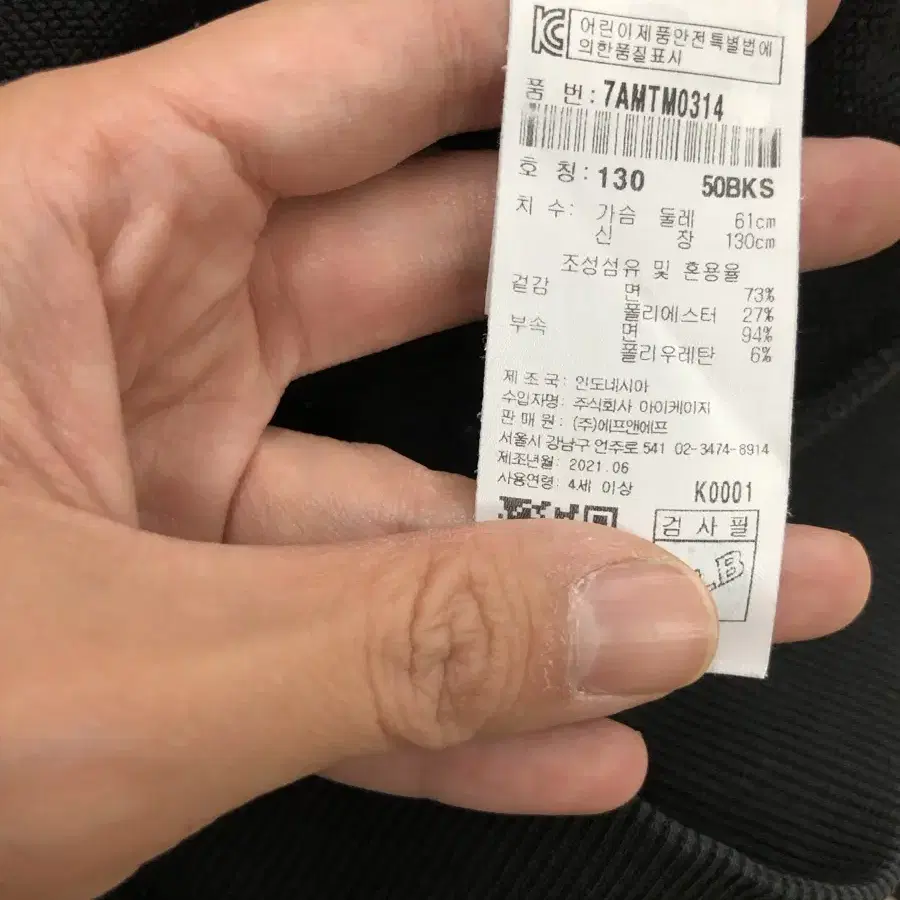 KC 어린이제품안전특별법에
의한품질표시
품 번: 7AMTM0314
호 칭: 130 50BKS
치 수: 가슴 둘레 61cm
신 장 130cm
조성섬유 및 혼용율
겉감 면 73%
폴리에스터 27%
부속 면 94%
폴리우레탄 6%
제 조 국: 인도네시아
수입자명: 주식회사 아이케이지
판 매 원: (주)에프앤에프
서울시 강남구 언주로 541 02-3474-8914
제조년월: 2021.06
사용연령: 4세 이상 K0001
검 사 필
B